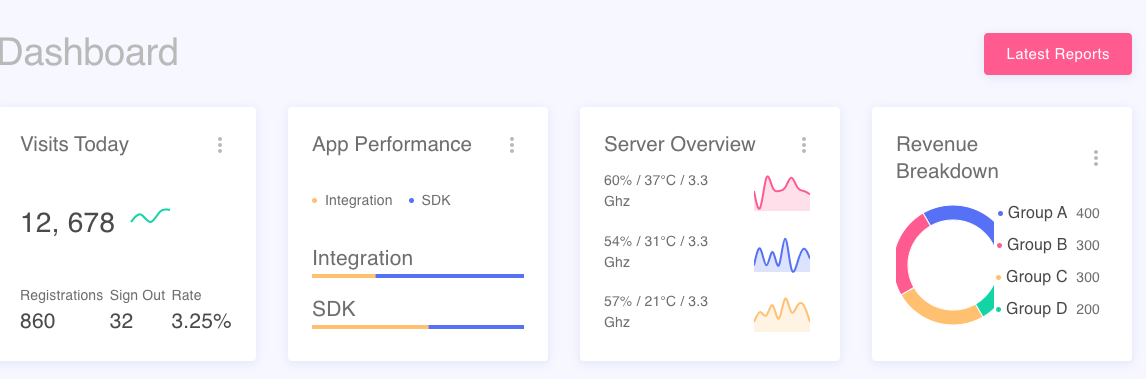 Dashboard
Latest Reports
Visits Today
12, 678
Registrations Sign Out Rate
860 32 3.25%
App Performance
Integration SDK
Integration
SDK
Server Overview
60% / 37°C / 3.3
Ghz
54% / 31°C / 3.3
Ghz
57% / 21°C / 3.3
Ghz
Revenue
Breakdown
Group A 400
Group B 300
Group C 300
Group D 200